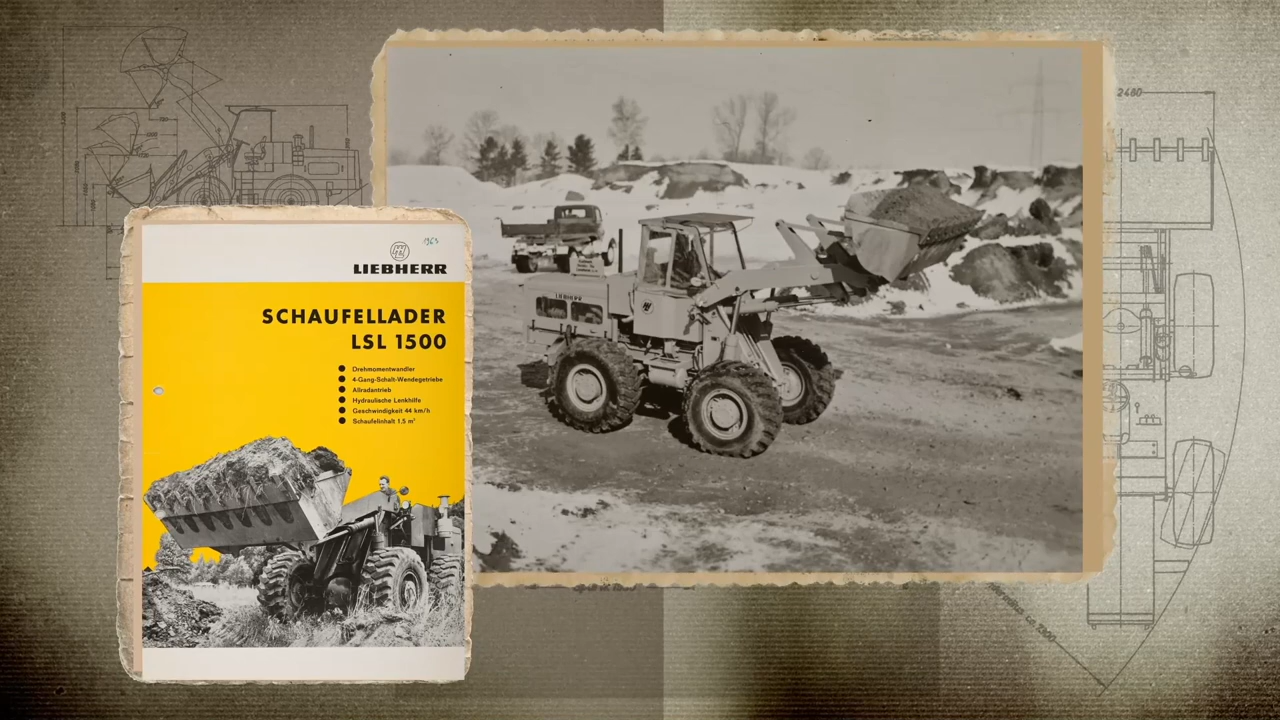 1963
LIEBHERR
SCHAUFELLADER
LSL 1500
Drehmomentwandler
4-Gang-Schalt-Wendegetriebe
Allradantrieb
Hydraulische Lenkhilfe
Geschwindigkeit 44 km/h
Schaufelinhalt 1,5 m³
LIEBHERR
2460